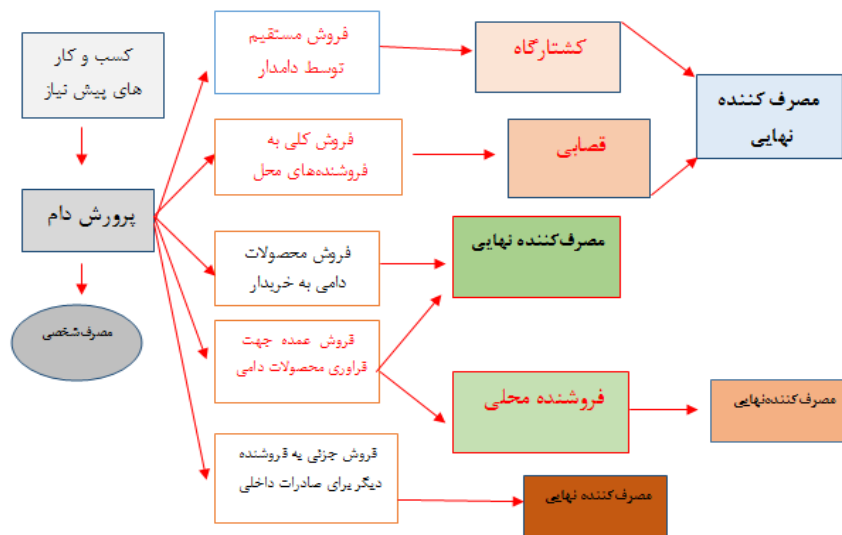 کسب و کار
های پیش نیاز
پرورش دام
مصرف شخصی
فروش مستقیم
توسط دامدار
کشتارگاه
مصرف کننده
نهایی
فروش کلی به
فروشنده‌های محل
قصابی
فروش محصولات
دامی به خریدار
مصرف‌کننده نهایی
قروش عمده جهت
قراوری محصولات دامی
فروشنده محلی
مصرف‌کننده‌نهایی
قروش جزئی یه قروشنده
دیگر یرای صادرات داخلی
مصرف‌کننده نهایی